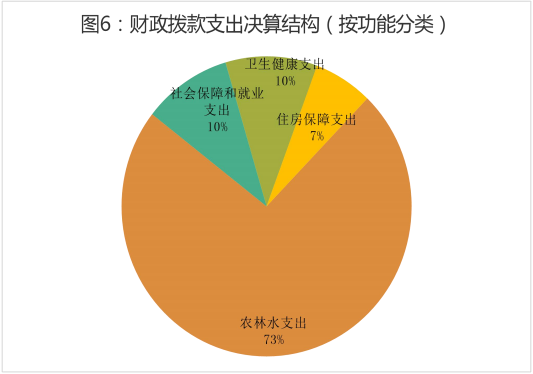 图6：财政拨款支出决算结构（按功能分类）
卫生健康支出
10%
社会保障和就业
支出
10%
住房保障支出
7%
农林水支出
73%